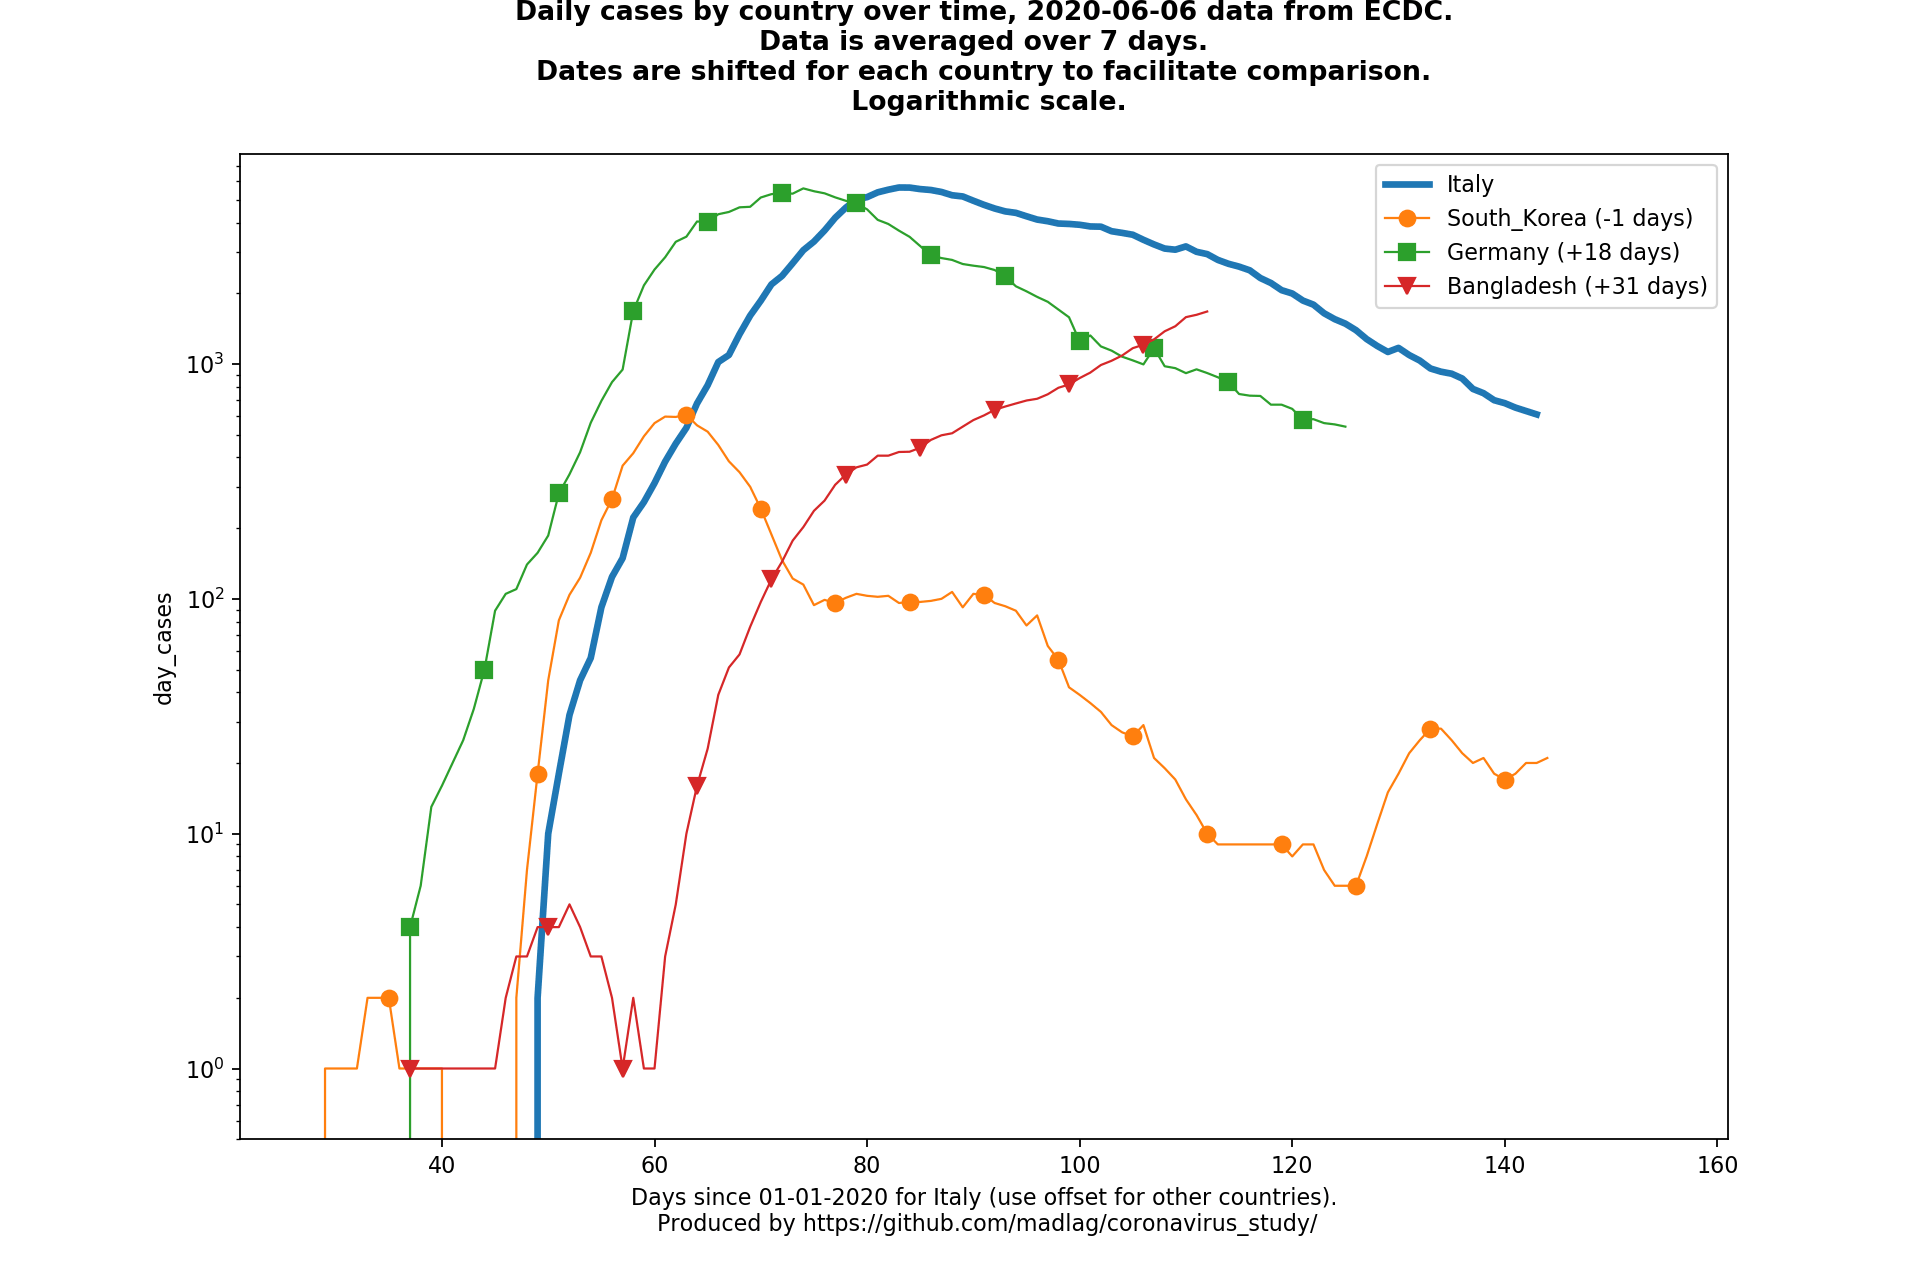 Daily cases by country over time, 2020-06-06 data from ECDC.
Data is averaged over 7 days.
Dates are shifted for each country to facilitate comparison.
Logarithmic scale.
Italy
South_Korea (-1 days)
Germany (+18 days)
Bangladesh (+31 days)
day_cases
10³
10²
10¹
10⁰
40 60 80 100 120 140 160
Days since 01-01-2020 for Italy (use offset for other countries).
Produced by https://github.com/madlag/coronavirus_study/